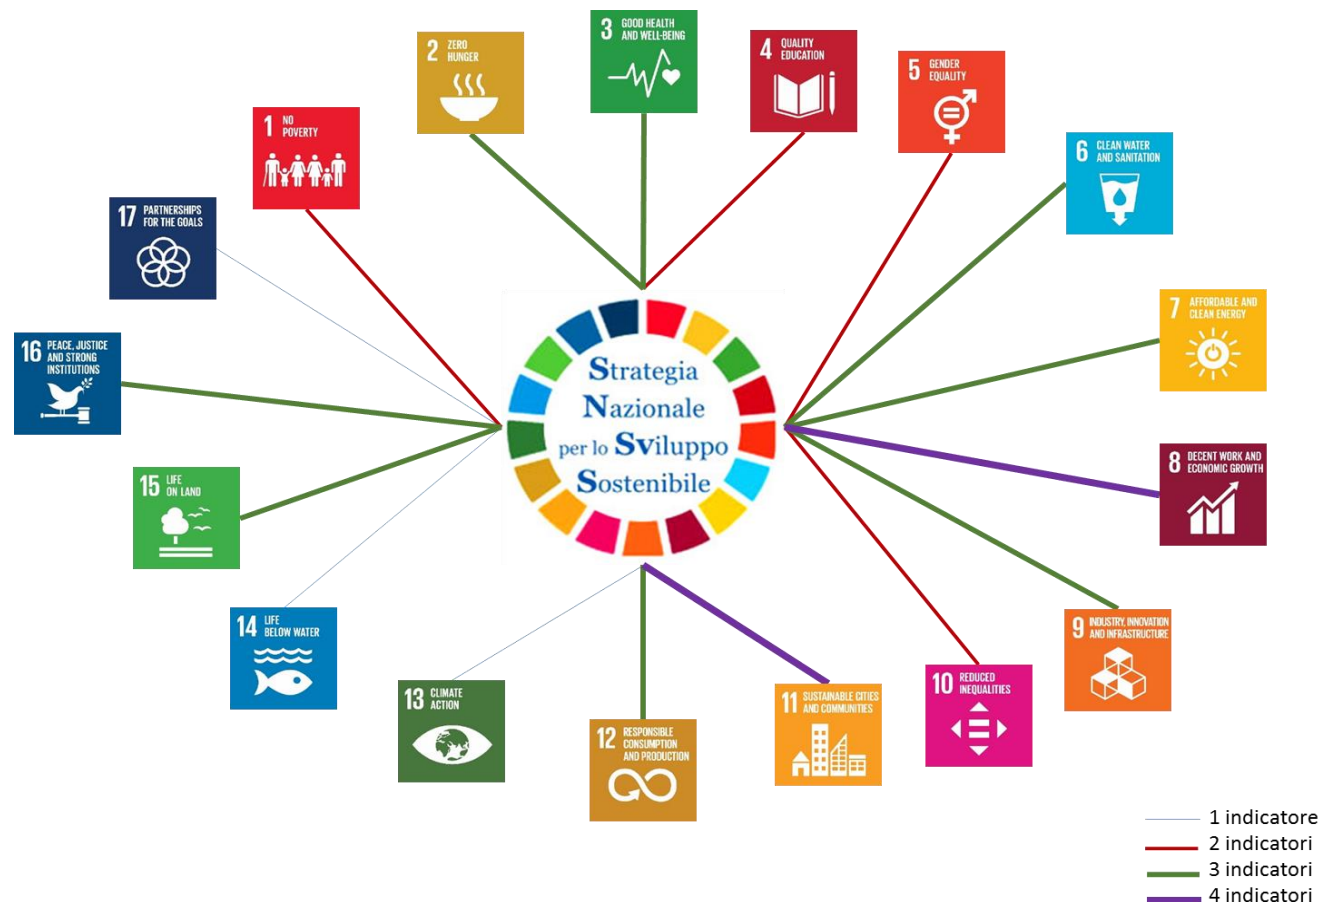 1 NO
POVERTY
2 ZERO
HUNGER
3 GOOD HEALTH
AND WELL-BEING
4 QUALITY
EDUCATION
5 GENDER
EQUALITY
6 CLEAN WATER
AND SANITATION
7 AFFORDABLE AND
CLEAN ENERGY
8 DECENT WORK AND
ECONOMIC GROWTH
9 INDUSTRY, INNOVATION
AND INFRASTRUCTURE
10 REDUCED
INEQUALITIES
11 SUSTAINABLE CITIES
AND COMMUNITIES
12 RESPONSIBLE
CONSUMPTION
AND PRODUCTION
13 CLIMATE
ACTION
14 LIFE
BELOW WATER
15 LIFE
ON LAND
16 PEACE, JUSTICE
AND STRONG
INSTITUTIONS
17 PARTNERSHIPS
FOR THE GOALS
Strategia
Nazionale
per lo Sviluppo
Sostenibile
1 indicatore
2 indicatori
3 indicatori
4 indicatori